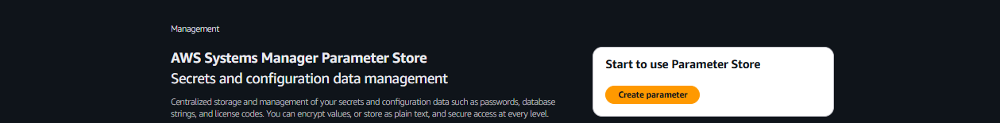 Management
AWS Systems Manager Parameter Store
Secrets and configuration data management
Centralized storage and management of your secrets and configuration data such as passwords, database
strings, and license codes. You can encrypt values, or store as plain text, and secure access at every level.
Start to use Parameter Store
Create parameter